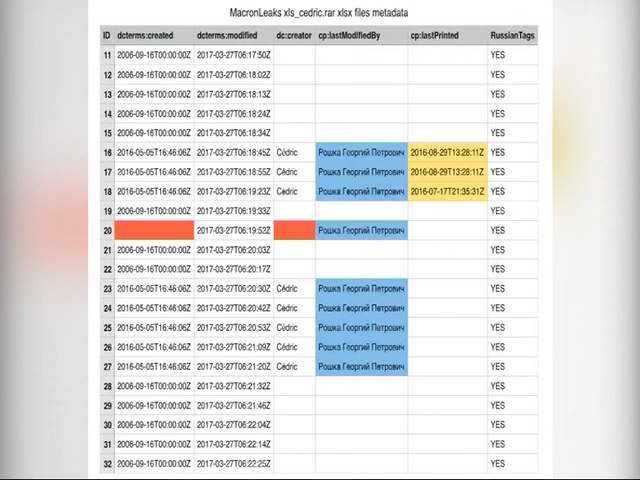 MacronLeaks xls_cedric.rar xlsx files metadata
ID dcterms:created dcterms:modified dc:creator cp:lastModifiedBy cp:lastPrinted RussianTags
11 2006-09-16T00:00:00Z 2017-03-27T06:17:50Z YES
12 2006-09-16T00:00:00Z 2017-03-27T06:18:02Z YES
13 2006-09-16T00:00:00Z 2017-03-27T06:18:13Z YES
14 2006-09-16T00:00:00Z 2017-03-27T06:18:24Z YES
15 2006-09-16T00:00:00Z 2017-03-27T06:18:34Z YES
16 2016-05-05T16:46:06Z 2017-03-27T06:18:45Z Cédric Рошка Георгий Петрович 2016-08-29T13:28:11Z YES
17 2016-05-05T16:46:06Z 2017-03-27T06:18:55Z Cédric Рошка Георгий Петрович 2016-08-29T13:28:11Z YES
18 2016-05-05T16:46:06Z 2017-03-27T06:19:23Z Cédric Рошка Георгий Петрович 2016-07-17T21:35:31Z YES
19 2006-09-16T00:00:00Z 2017-03-27T06:19:33Z YES
20 2017-03-27T06:19:52Z Рошка Георгий Петрович YES
21 2006-09-16T00:00:00Z 2017-03-27T06:20:03Z YES
22 2006-09-16T00:00:00Z 2017-03-27T06:20:17Z YES
23 2016-05-05T16:46:06Z 2017-03-27T06:20:30Z Cédric Рошка Георгий Петрович YES
24 2016-05-05T16:46:06Z 2017-03-27T06:20:42Z Cédric Рошка Георгий Петрович YES
25 2016-05-05T16:46:06Z 2017-03-27T06:20:53Z Cédric Рошка Георгий Петрович YES
26 2016-05-05T16:46:06Z 2017-03-27T06:21:09Z Cédric Рошка Георгий Петрович YES
27 2016-05-05T16:46:06Z 2017-03-27T06:21:20Z Cédric Рошка Георгий Петрович YES
28 2006-09-16T00:00:00Z 2017-03-27T06:21:32Z YES
29 2006-09-16T00:00:00Z 2017-03-27T06:21:46Z YES
30 2006-09-16T00:00:00Z 2017-03-27T06:22:04Z YES
31 2006-09-16T00:00:00Z 2017-03-27T06:22:14Z YES
32 2006-09-16T00:00:00Z 2017-03-27T06:22:25Z YES